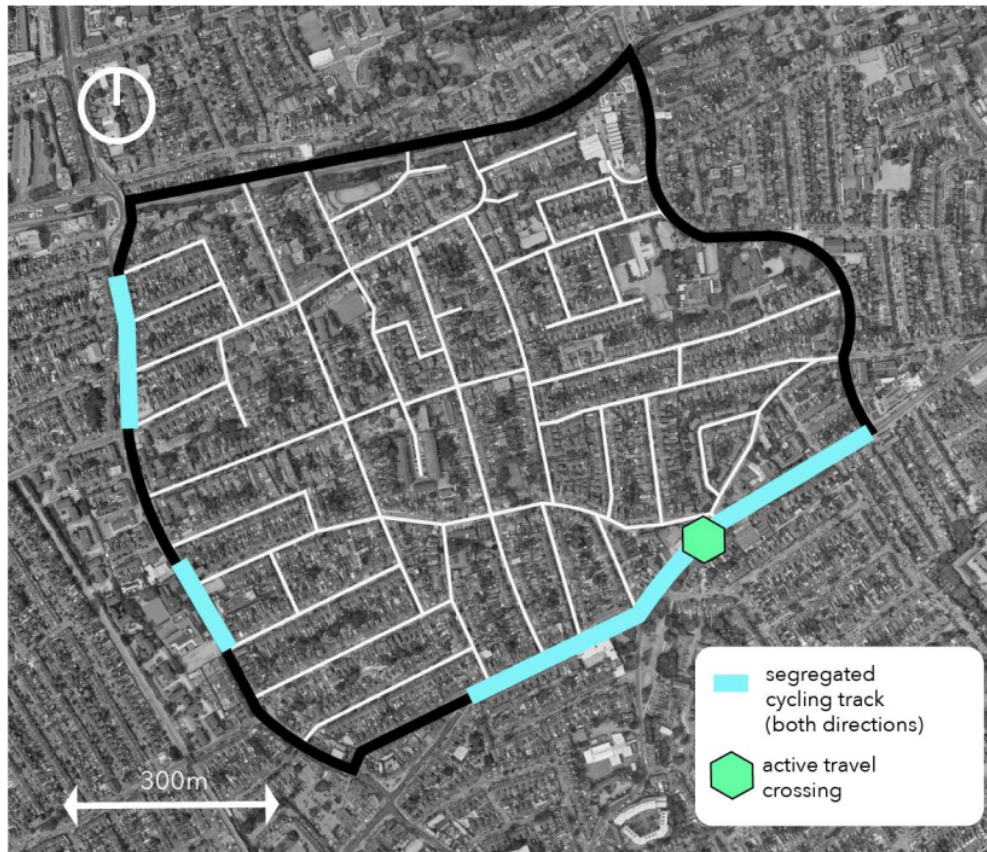 300m
segregated
cycling track
(both directions)
active travel
crossing